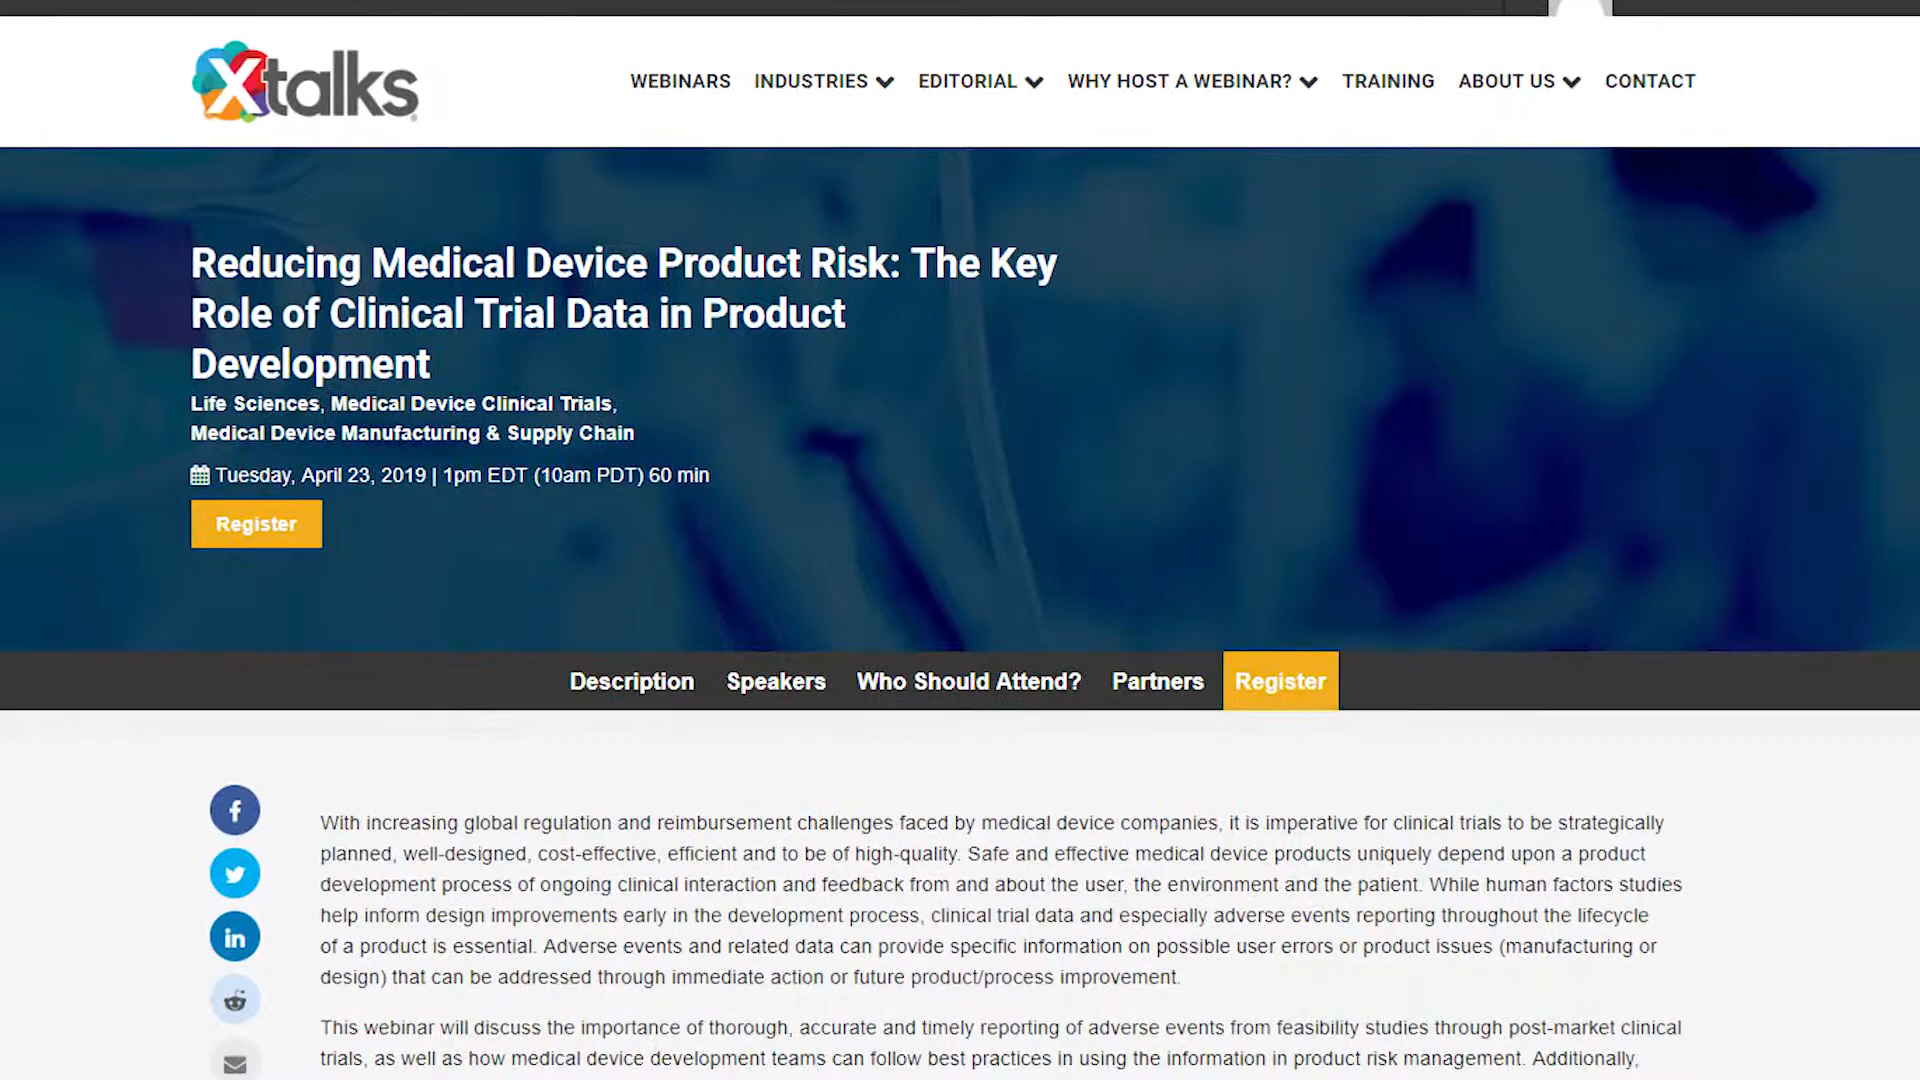 Xtalks
WEBINARS INDUSTRIES EDITORIAL WHY HOST A WEBINAR? TRAINING ABOUT US CONTACT
Reducing Medical Device Product Risk: The Key
Role of Clinical Trial Data in Product
Development
Life Sciences, Medical Device Clinical Trials,
Medical Device Manufacturing & Supply Chain
Tuesday, April 23, 2019 | 1pm EDT (10am PDT) 60 min
Register
Description Speakers Who Should Attend? Partners Register
With increasing global regulation and reimbursement challenges faced by medical device companies, it is imperative for clinical trials to be strategically
planned, well-designed, cost-effective, efficient and to be of high-quality. Safe and effective medical device products uniquely depend upon a product
development process of ongoing clinical interaction and feedback from and about the user, the environment and the patient. While human factors studies
help inform design improvements early in the development process, clinical trial data and especially adverse events reporting throughout the lifecycle
of a product is essential. Adverse events and related data can provide specific information on possible user errors or product issues (manufacturing or
design) that can be addressed through immediate action or future product/process improvement.
This webinar will discuss the importance of thorough, accurate and timely reporting of adverse events from feasibility studies through post-market clinical
trials, as well as how medical device development teams can follow best practices in using the information in product risk management. Additionally,